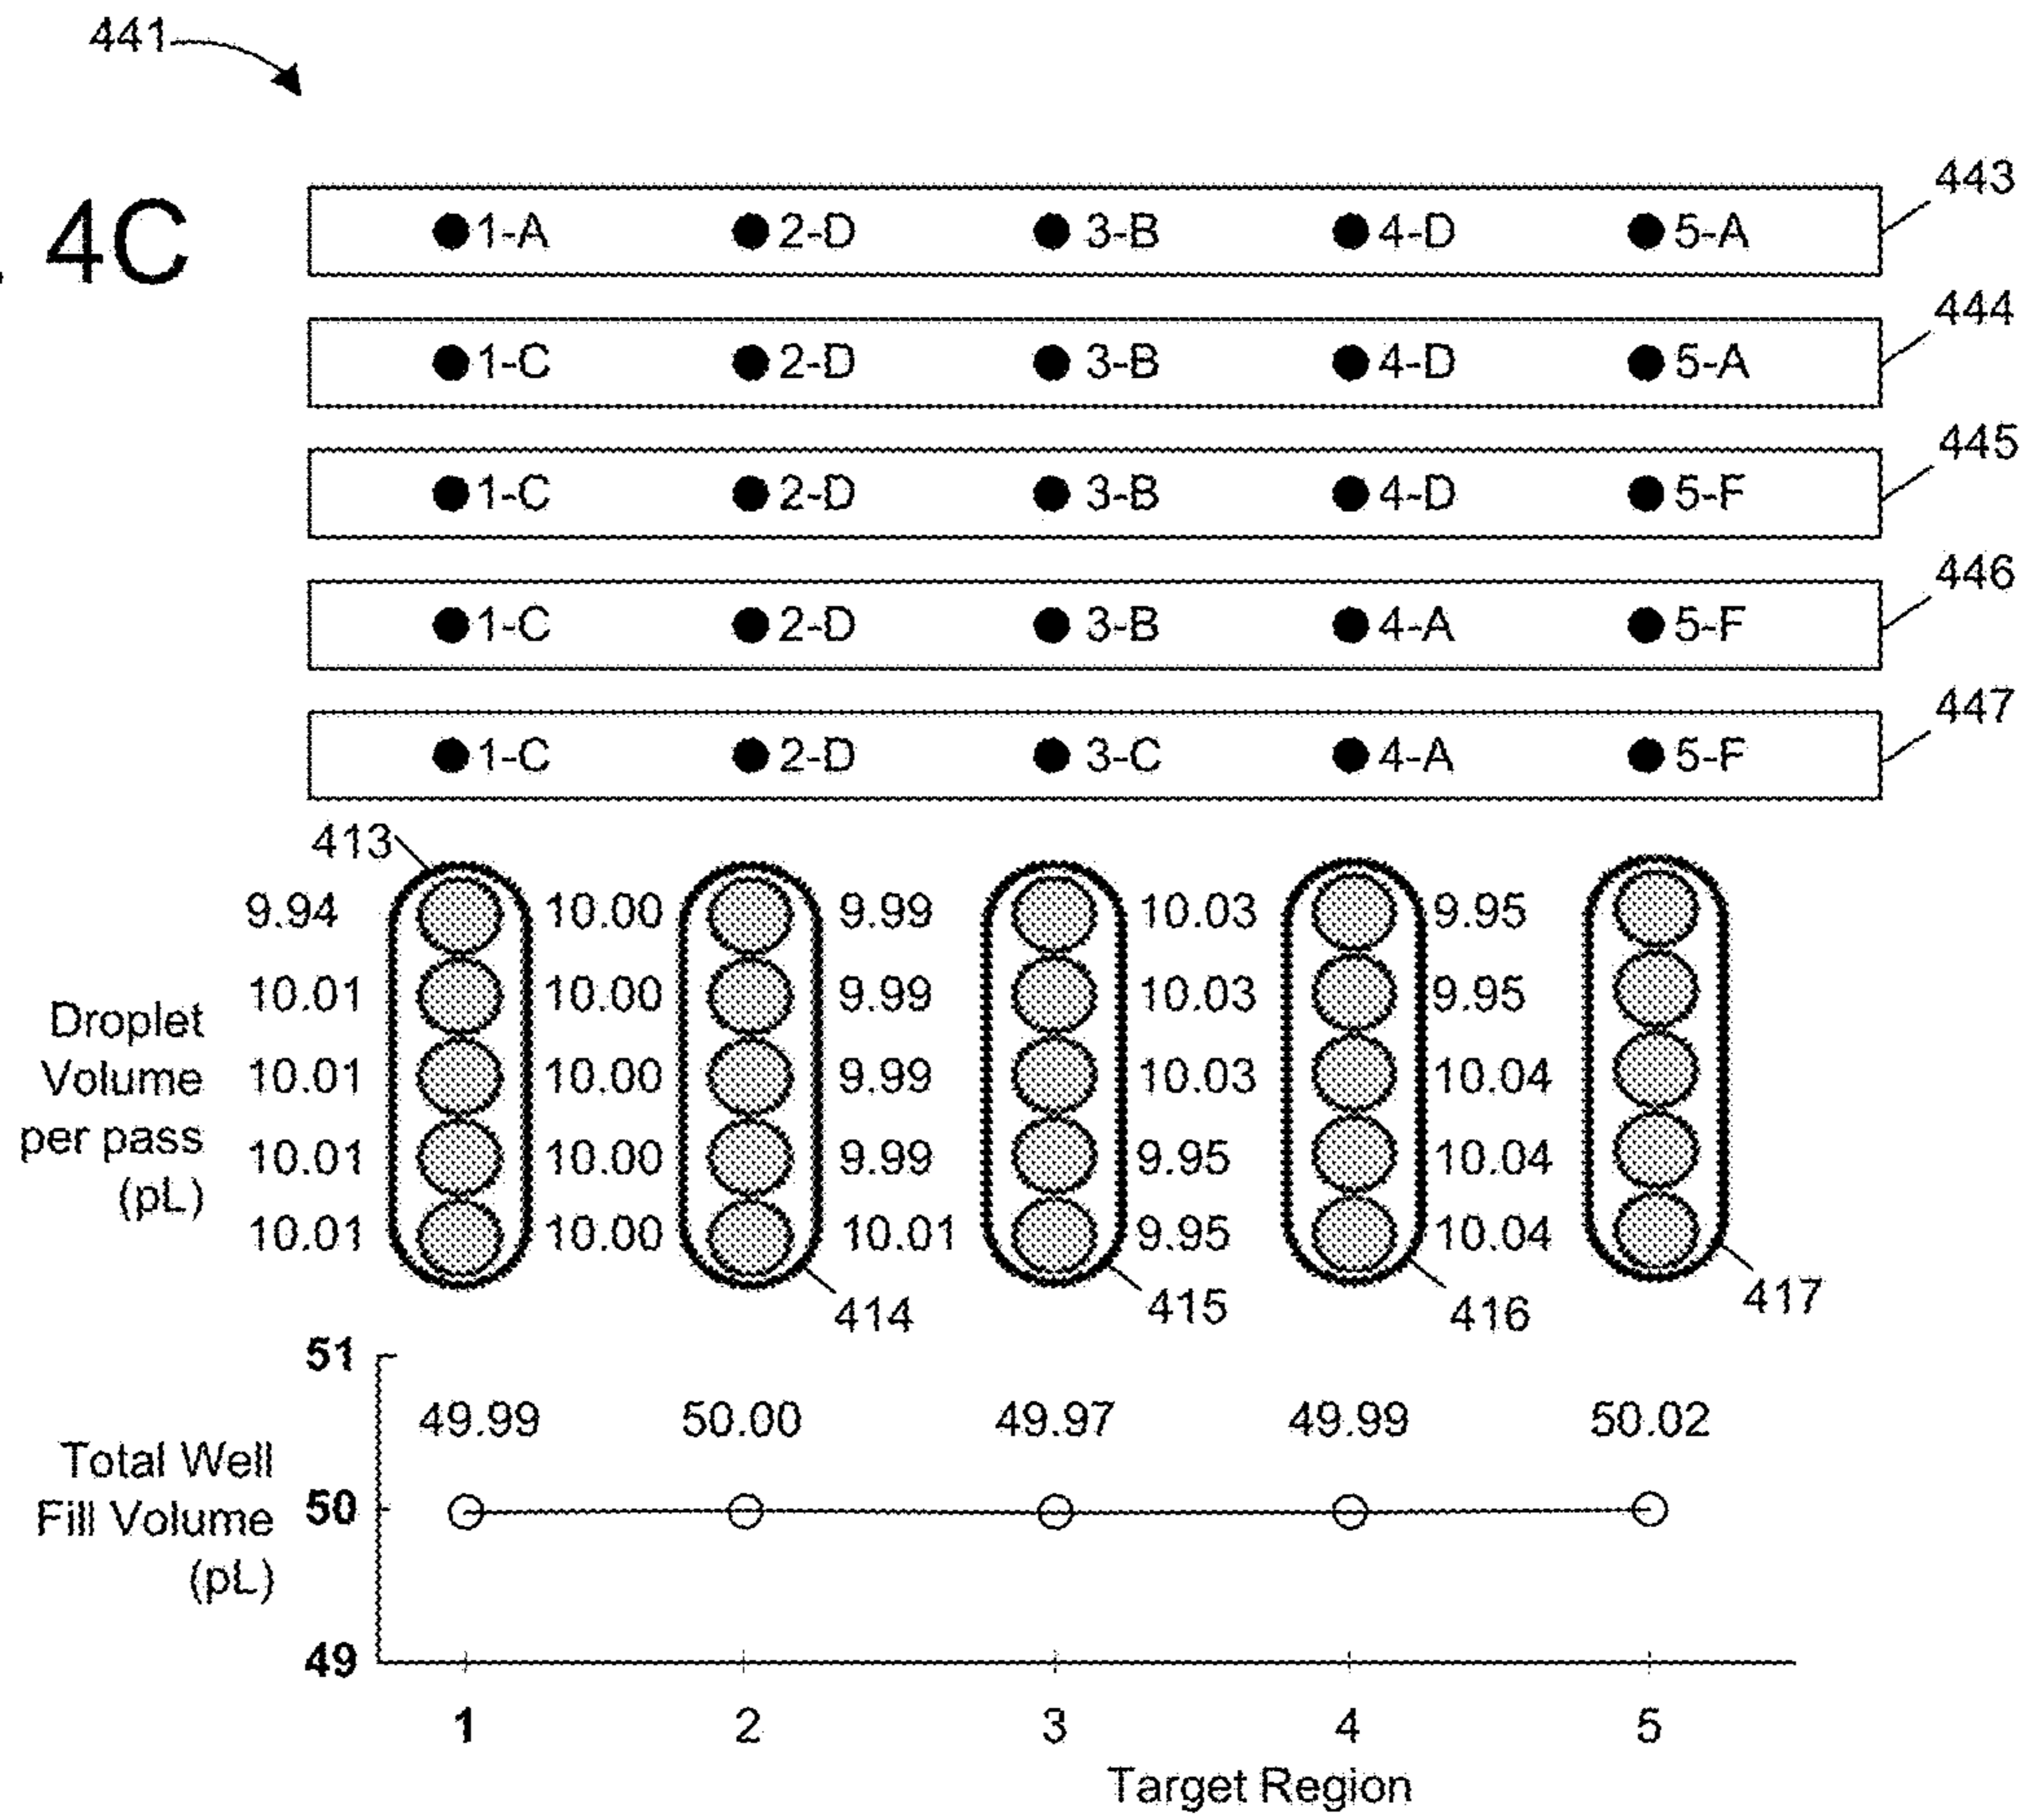 441
. 4C
1-A 2-D 3-B 4-D 5-A 443
1-C 2-D 3-B 4-D 5-A 444
1-C 2-D 3-B 4-D 5-F 445
1-C 2-D 3-B 4-A 5-F 446
1-C 2-D 3-C 4-A 5-F 447
413
Droplet
Volume
per pass
(pL)
9.94 10.00 9.99 10.03 9.95
10.01 10.00 9.99 10.03 9.95
10.01 10.00 9.99 10.03 10.04
10.01 10.00 9.99 9.95 10.04
10.01 10.00 10.01 9.95 10.04
414 415 416 417
Total Well
Fill Volume
(pL)
51
49.99 50.00 49.97 49.99 50.02
50
49
1 2 3 4 5
Target Region